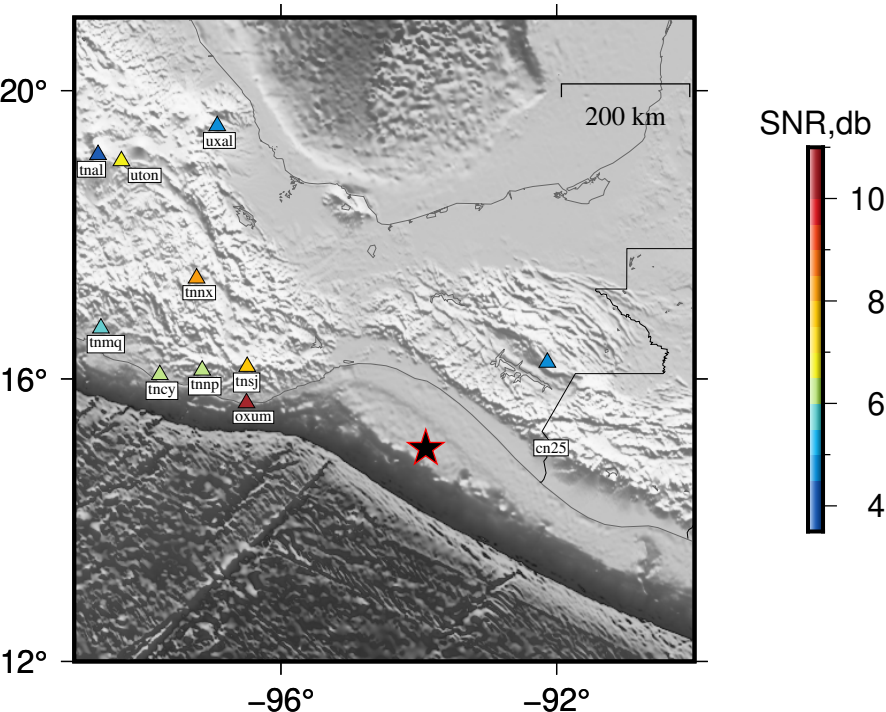 20°
16°
12°
−96°
−92°
200 km
uxal
tnal
uton
tnnx
tnmq
tncy
tnnp
tnsj
oxum
cn25
SNR,db
10
8
6
4